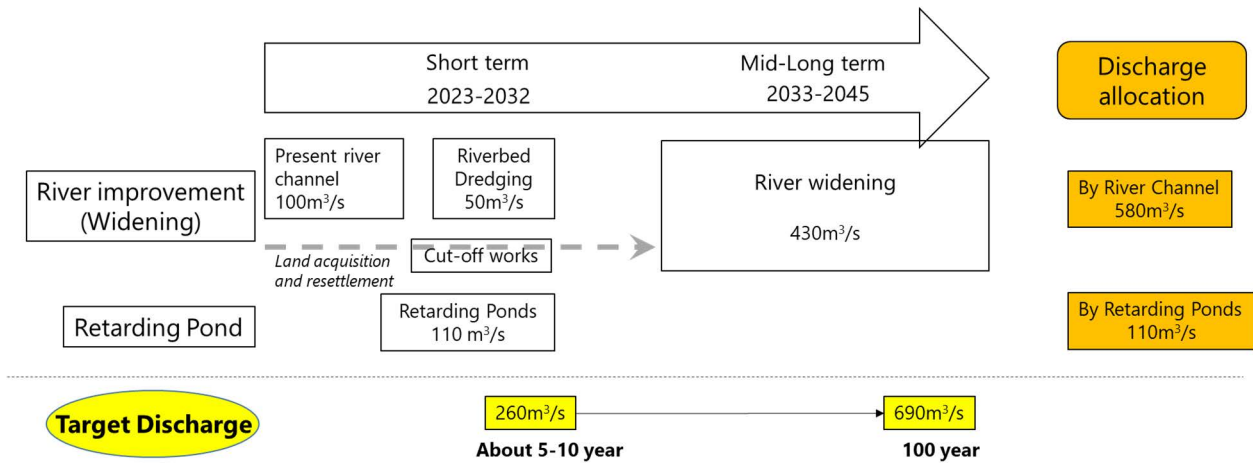 Short term
2023-2032
Mid-Long term
2033-2045
Discharge
allocation
River improvement
(Widening)
Present river
channel
100m³/s
Riverbed
Dredging
50m³/s
River widening
430m³/s
By River Channel
580m³/s
Land acquisition
and resettlement
Cut-off works
Retarding Pond
Retarding Ponds
110 m³/s
By Retarding Ponds
110m³/s
Target Discharge
260m³/s
690m³/s
About 5-10 year
100 year